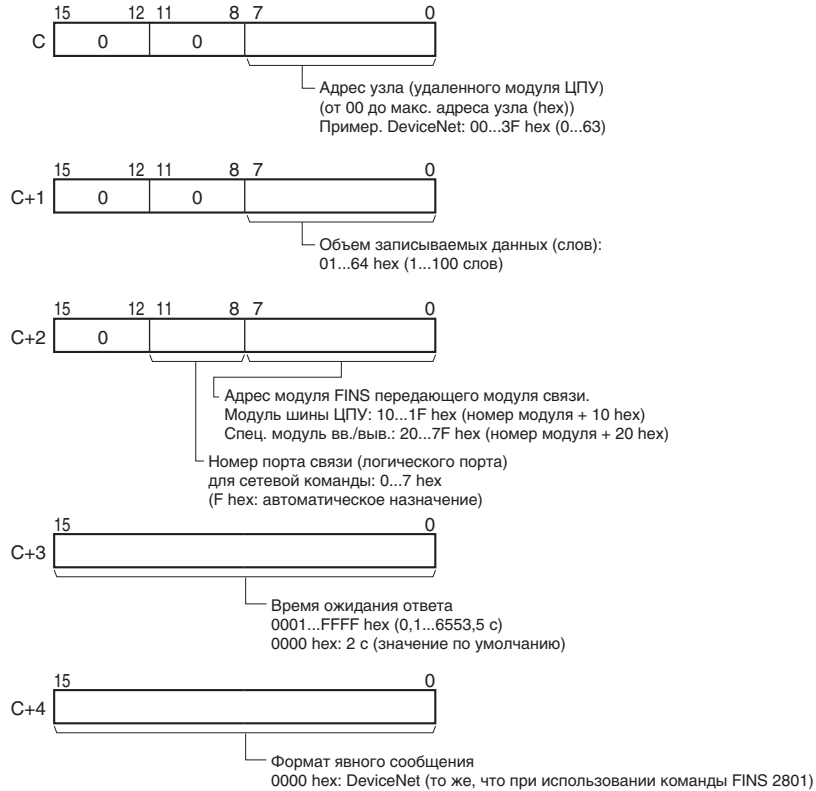 15 12 11 8 7 0
C 0 0
Адрес узла (удаленного модуля ЦПУ)
(от 00 до макс. адреса узла (hex))
Пример. DeviceNet: 00...3F hex (0...63)
15 12 11 8 7 0
C+1 0 0
Объем записываемых данных (слов):
01...64 hex (1...100 слов)
15 12 11 8 7 0
C+2 0
Адрес модуля FINS передающего модуля связи.
Модуль шины ЦПУ: 10...1F hex (номер модуля + 10 hex)
Спец. модуль вв./выв.: 20...7F hex (номер модуля + 20 hex)
Номер порта связи (логического порта)
для сетевой команды: 0...7 hex
(F hex: автоматическое назначение)
15 0
C+3
Время ожидания ответа
0001...FFFF hex (0,1...6553,5 с)
0000 hex: 2 с (значение по умолчанию)
15 0
C+4
Формат явного сообщения
0000 hex: DeviceNet (то же, что при использовании команды FINS 2801)